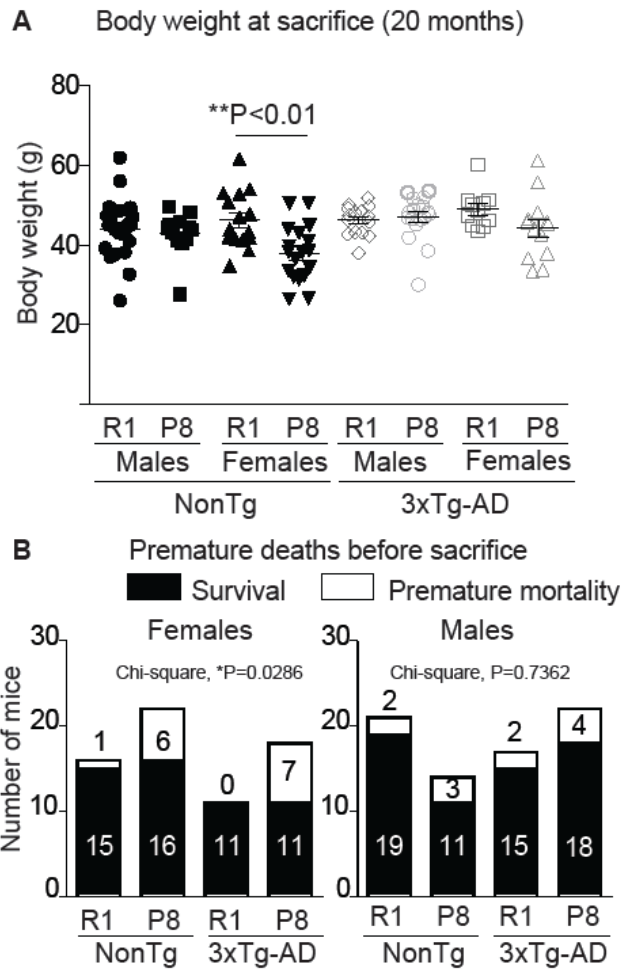 A Body weight at sacrifice (20 months)
80
**P<0.01
60
40
20
Body weight (g)
R1 P8 R1 P8 R1 P8 R1 P8
Males Females Males Females
NonTg 3xTg-AD
B Premature deaths before sacrifice
Survival Premature mortality
Females Males
30 30
Chi-square, *P=0.0286 Chi-square, P=0.7362
Number of mice
20 20
10 10
0 0
1 6 0 7 2 3 2 4
15 16 11 11 19 11 15 18
R1 P8 R1 P8 R1 P8 R1 P8
NonTg 3xTg-AD NonTg 3xTg-AD